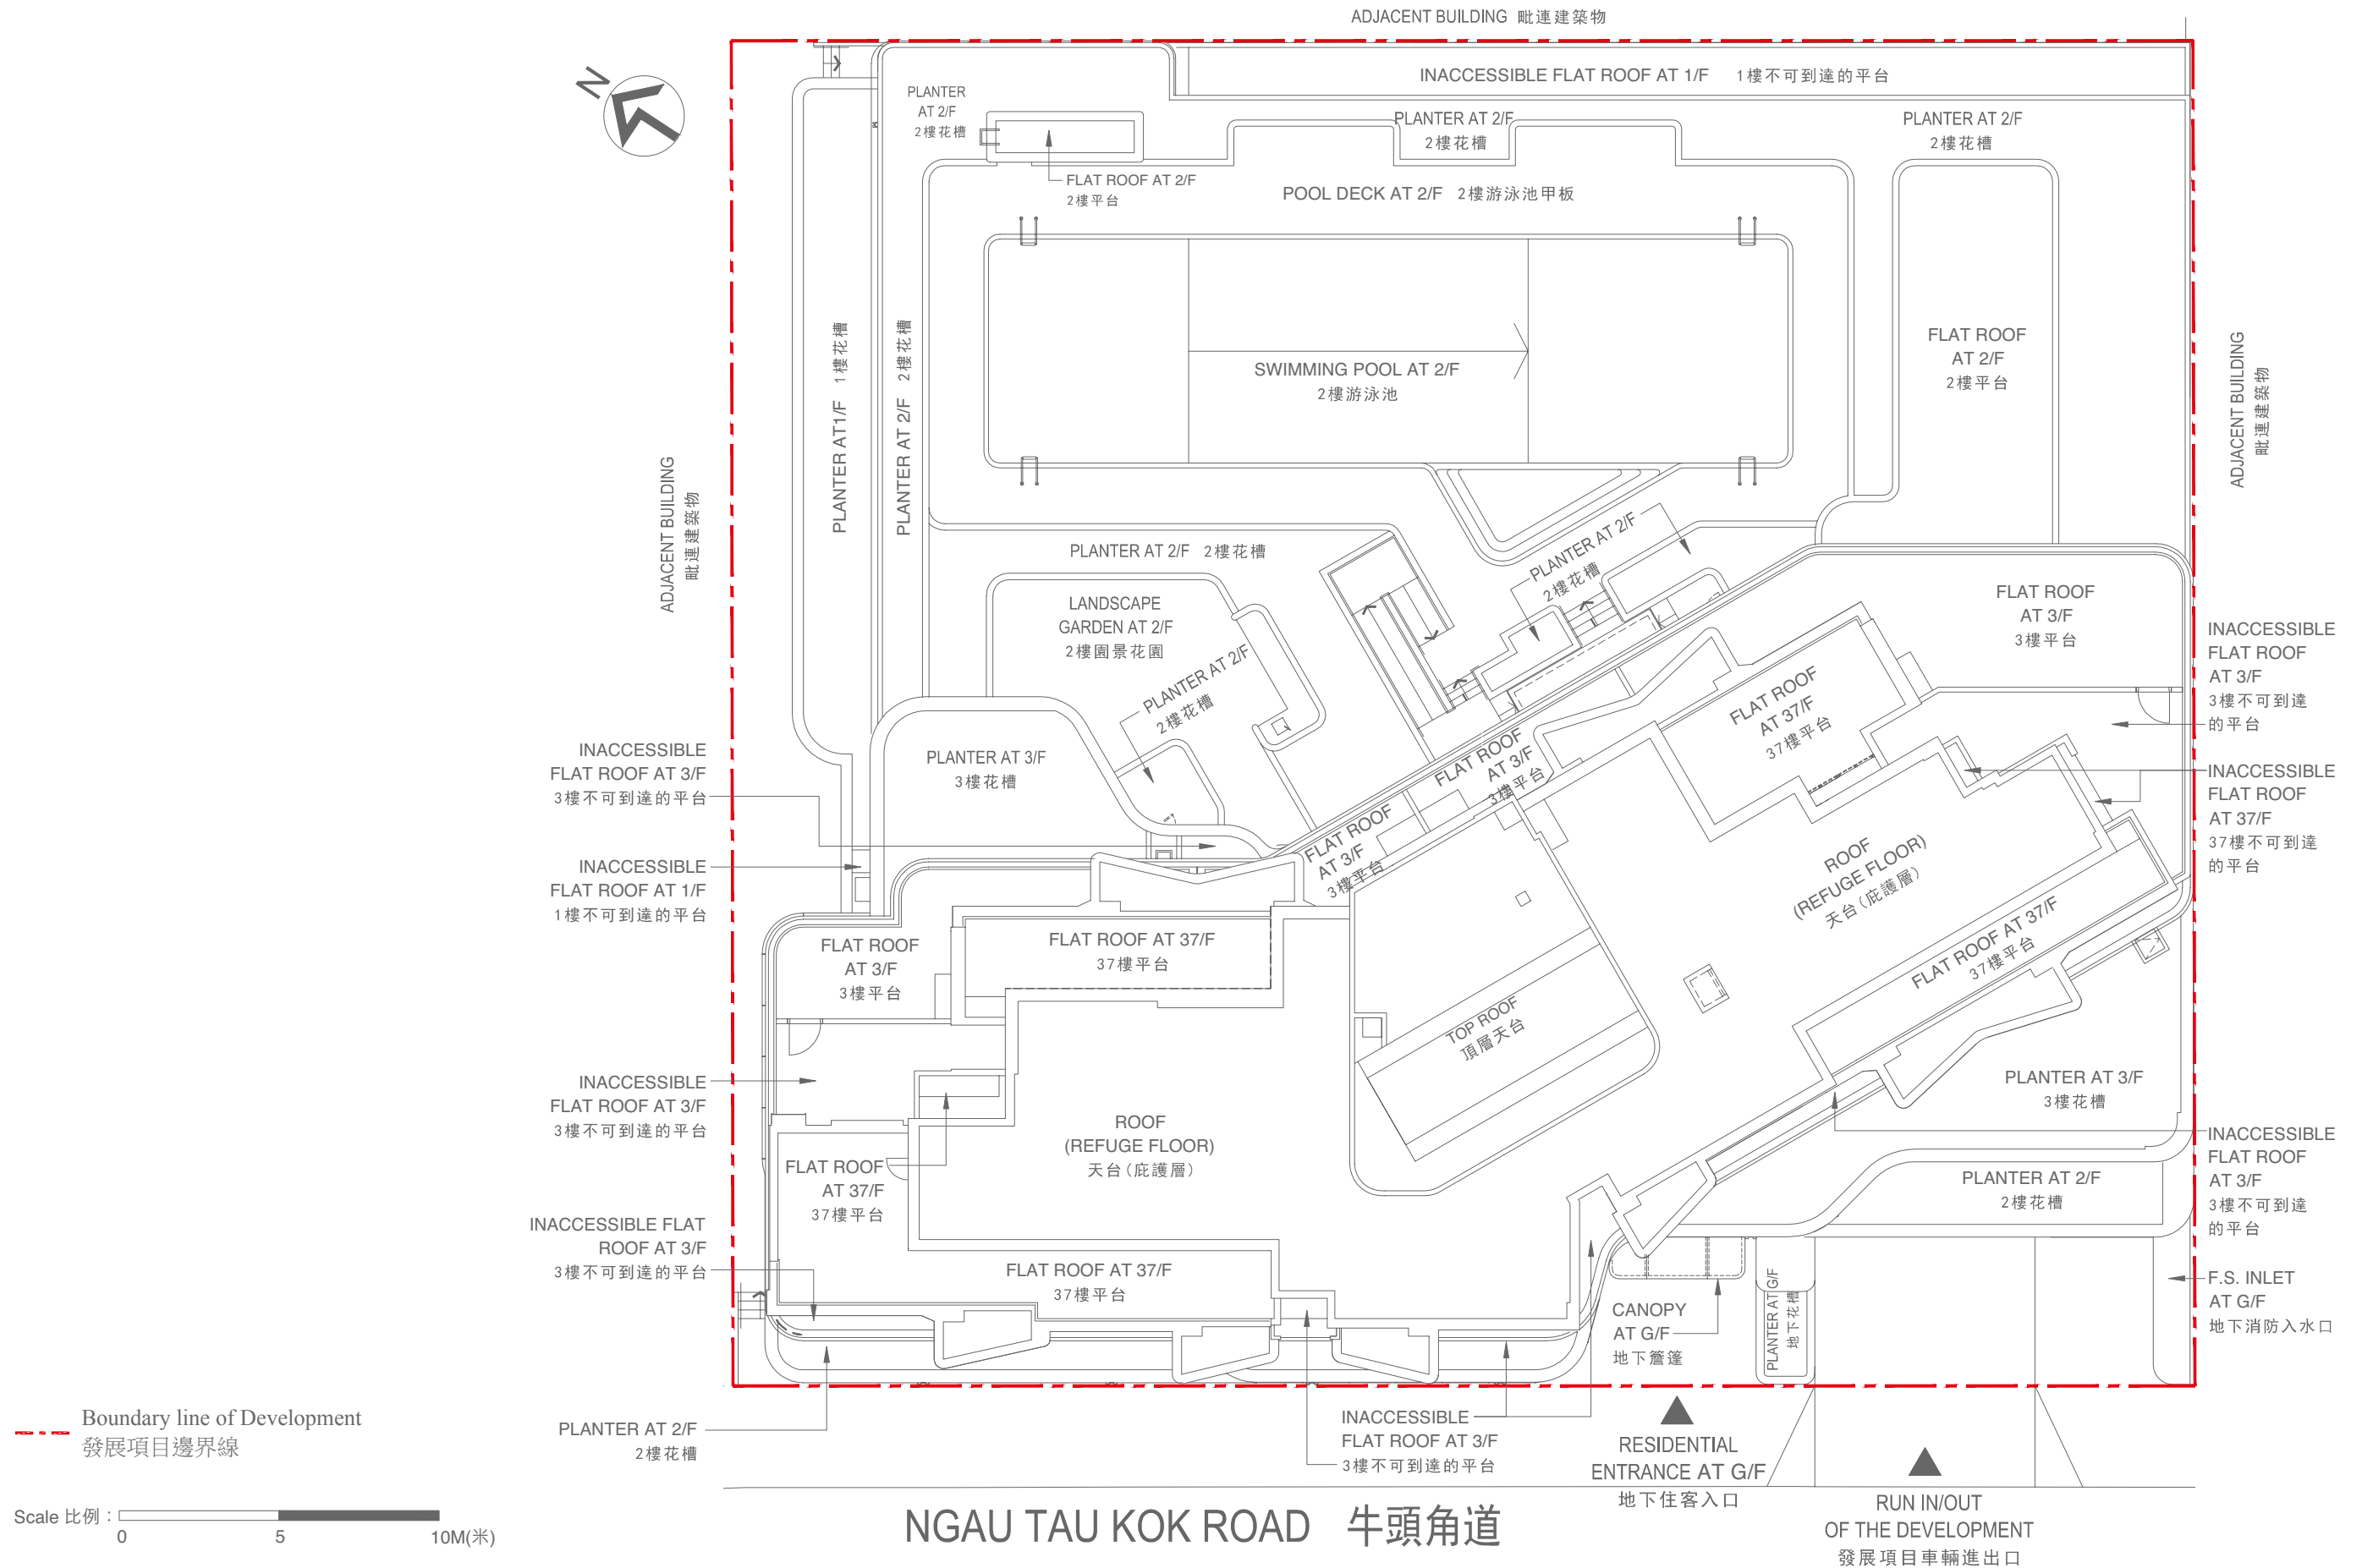 ADJACENT BUILDING 毗連建築物
N
INACCESSIBLE FLAT ROOF AT 1/F 1樓不可到達的平台
PLANTER
AT 2/F
2樓花槽
PLANTER AT 2/F
2樓花槽
PLANTER AT 2/F
2樓花槽
FLAT ROOF AT 2/F
2樓平台
POOL DECK AT 2/F 2樓游泳池甲板
PLANTER AT1/F 1樓花槽
PLANTER AT 2/F 2樓花槽
SWIMMING POOL AT 2/F
2樓游泳池
FLAT ROOF
AT 2/F
2樓平台
ADJACENT BUILDING
毗連建築物
ADJACENT BUILDING
毗連建築物
PLANTER AT 2/F 2樓花槽
PLANTER AT 2/F
2樓花槽
LANDSCAPE
GARDEN AT 2/F
2樓園景花園
PLANTER AT 2/F
2樓花槽
FLAT ROOF
AT 3/F
3樓平台
INACCESSIBLE
FLAT ROOF
AT 3/F
3樓不可到達
的平台
FLAT ROOF
AT 37/F
37樓平台
PLANTER AT 3/F
3樓花槽
FLAT ROOF
AT 3/F
3樓平台
FLAT ROOF
AT 3/F
3樓平台
INACCESSIBLE
FLAT ROOF AT 3/F
3樓不可到達的平台
INACCESSIBLE
FLAT ROOF
AT 37/F
37樓不可到達
的平台
INACCESSIBLE
FLAT ROOF AT 1/F
1樓不可到達的平台
ROOF
(REFUGE FLOOR)
天台(庇護層)
FLAT ROOF
AT 3/F
3樓平台
FLAT ROOF AT 37/F
37樓平台
FLAT ROOF AT 37/F
37樓平台
TOP ROOF
頂層天台
INACCESSIBLE
FLAT ROOF AT 3/F
3樓不可到達的平台
PLANTER AT 3/F
3樓花槽
ROOF
(REFUGE FLOOR)
天台(庇護層)
FLAT ROOF
AT 37/F
37樓平台
INACCESSIBLE
FLAT ROOF
AT 3/F
3樓不可到達
的平台
PLANTER AT 2/F
2樓花槽
INACCESSIBLE FLAT
ROOF AT 3/F
3樓不可到達的平台
FLAT ROOF AT 37/F
37樓平台
CANOPY
AT G/F
地下簷篷
PLANTER AT G/F
地下花槽
F.S. INLET
AT G/F
地下消防入水口
PLANTER AT 2/F
2樓花槽
INACCESSIBLE
FLAT ROOF AT 3/F
3樓不可到達的平台
RESIDENTIAL
ENTRANCE AT G/F
地下住客入口
RUN IN/OUT
OF THE DEVELOPMENT
發展項目車輛進出口
Boundary line of Development
發展項目邊界線
Scale 比例：
0 5 10M(米)
NGAU TAU KOK ROAD 牛頭角道